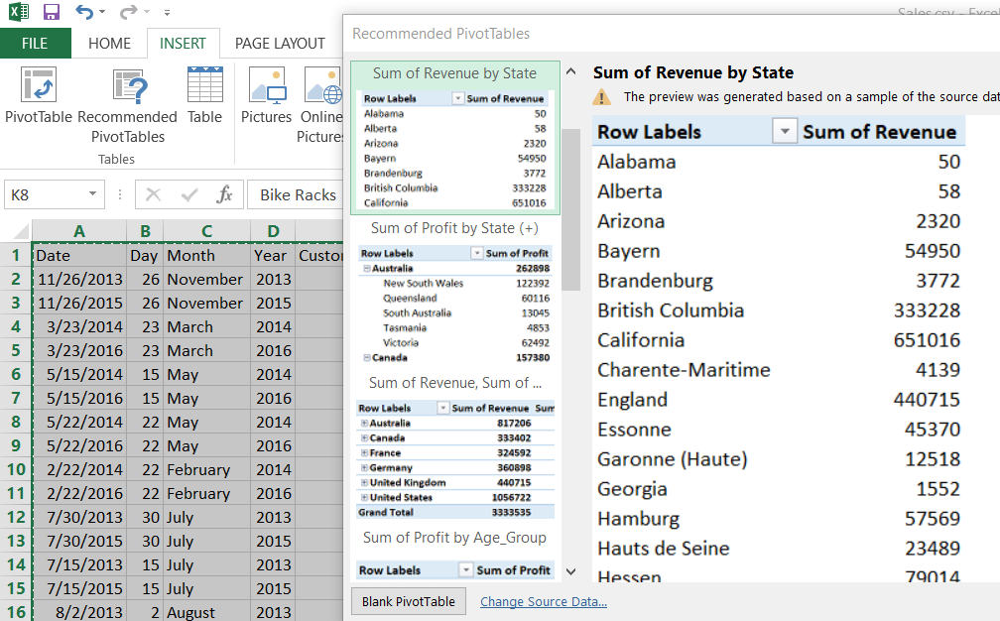 Sales.csv - Excel
FILE HOME INSERT PAGE LAYOUT
PivotTable Recommended PivotTables Table Pictures Online Pictures
Tables
K8 fx Bike Racks
A B C D
1 Date Day Month Year
2 11/26/2013 26 November 2013
3 11/26/2015 26 November 2015
4 3/23/2014 23 March 2014
5 3/23/2016 23 March 2016
6 5/15/2014 15 May 2014
7 5/15/2016 15 May 2016
8 5/22/2014 22 May 2014
9 5/22/2016 22 May 2016
10 2/22/2014 22 February 2014
11 2/22/2016 22 February 2016
12 7/30/2013 30 July 2013
13 7/30/2015 30 July 2015
14 7/15/2013 15 July 2013
15 7/15/2015 15 July 2015
16 8/2/2013 2 August 2013
Recommended PivotTables
Sum of Revenue by State
Row Labels Sum of Revenue
Alabama 50
Alberta 58
Arizona 2320
Bayern 54950
Brandenburg 3772
British Columbia 333228
California 651016
Sum of Profit by State (+)
Row Labels Sum of Profit
Australia 262898
New South Wales 122392
Queensland 60116
South Australia 13045
Tasmania 4853
Victoria 62492
Canada 157380
Sum of Revenue, Sum of ...
Row Labels Sum of Revenue Sum
Australia 817206
Canada 333402
France 324592
Germany 360898
United Kingdom 440715
United States 1056722
Grand Total 3333535
Sum of Profit by Age_Group
Row Labels Sum of Profit
Blank PivotTable Change Source Data...
Sum of Revenue by State
The preview was generated based on a sample of the source
Row Labels Sum of Revenue
Alabama 50
Alberta 58
Arizona 2320
Bayern 54950
Brandenburg 3772
British Columbia 333228
California 651016
Charente-Maritime 4139
England 440715
Essonne 45370
Garonne (Haute) 12518
Georgia 1552
Hamburg 57569
Hauts de Seine 23489
Hessen 79014